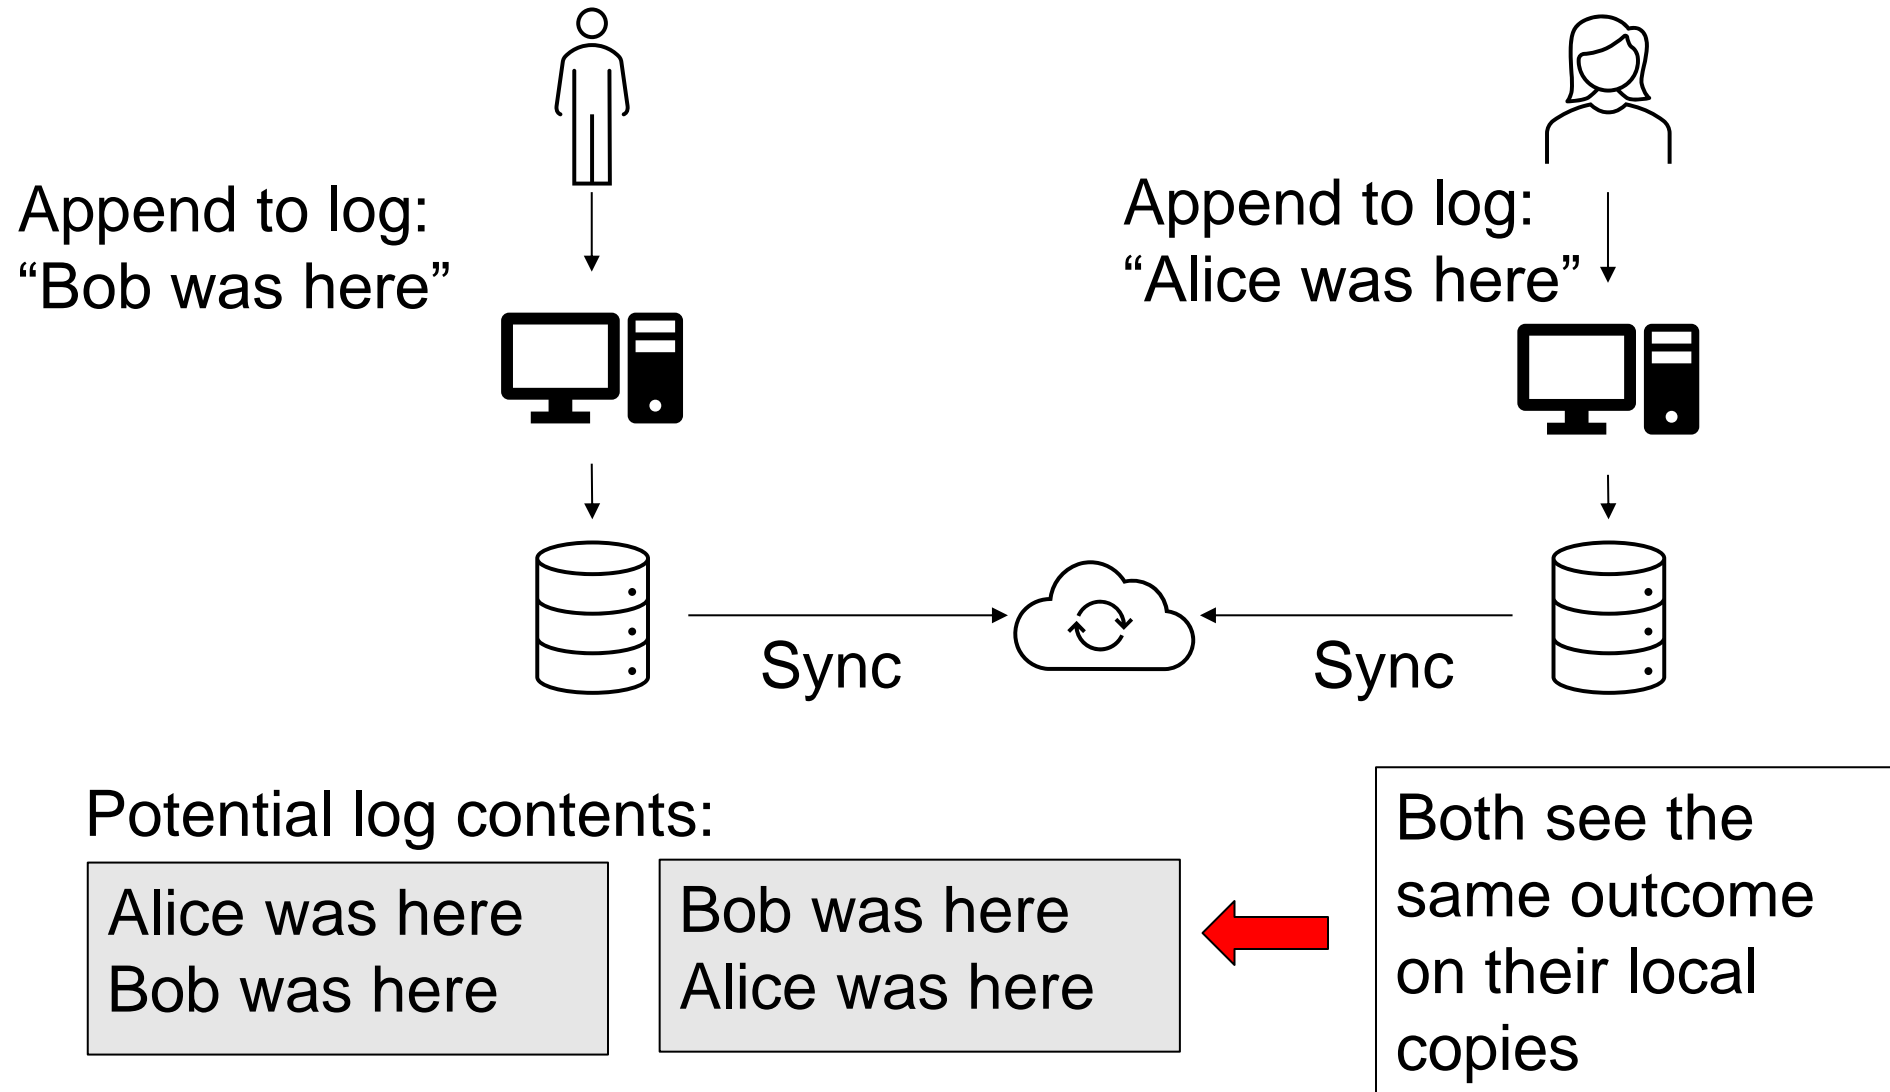 Append to log:
“Bob was here”
Append to log:
“Alice was here”
Sync
Sync
Potential log contents:
Alice was here
Bob was here
Bob was here
Alice was here
Both see the
same outcome
on their local
copies